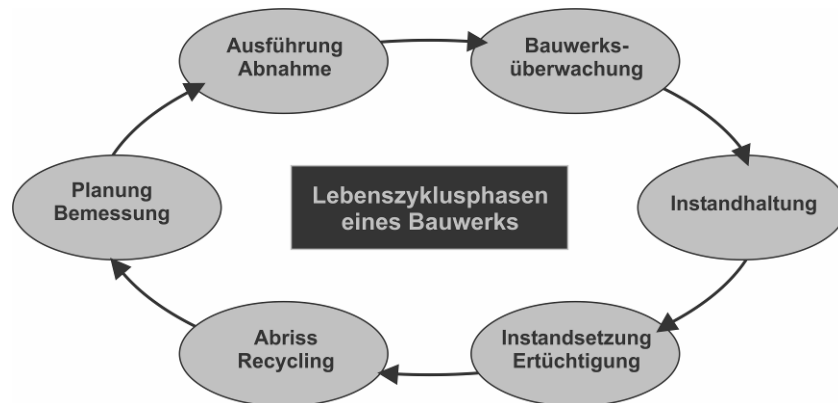 Ausführung
Abnahme
Bauwerks-
überwachung
Planung
Bemessung
Lebenszyklusphasen
eines Bauwerks
Instandhaltung
Abriss
Recycling
Instandsetzung
Ertüchtigung